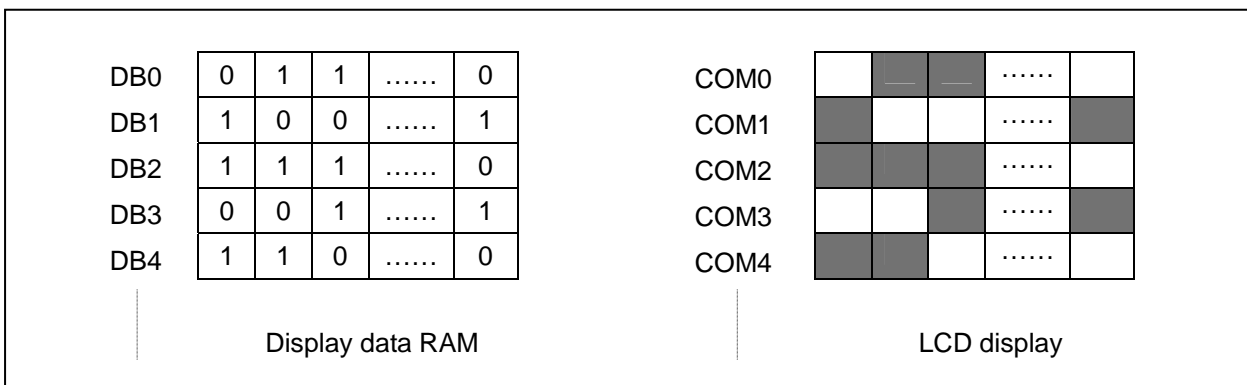 DB0 0 1 1 ...... 0 COM0 ......
DB1 1 0 0 ...... 1 COM1 ......
DB2 1 1 1 ...... 0 COM2 ......
DB3 0 0 1 ...... 1 COM3 ......
DB4 1 1 0 ...... 0 COM4 ......
Display data RAM LCD display